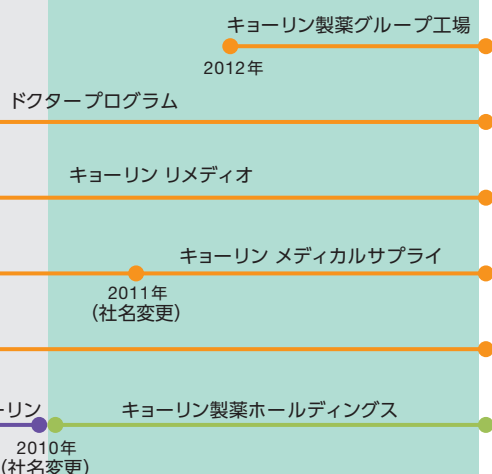 キョーリン製薬グループ工場
2012年
ドクタープログラム
キョーリン リメディオ
キョーリン メディカルサプライ
2011年
（社名変更）
ーリン
キョーリン製薬ホールディングス
2010年
（社名変更）